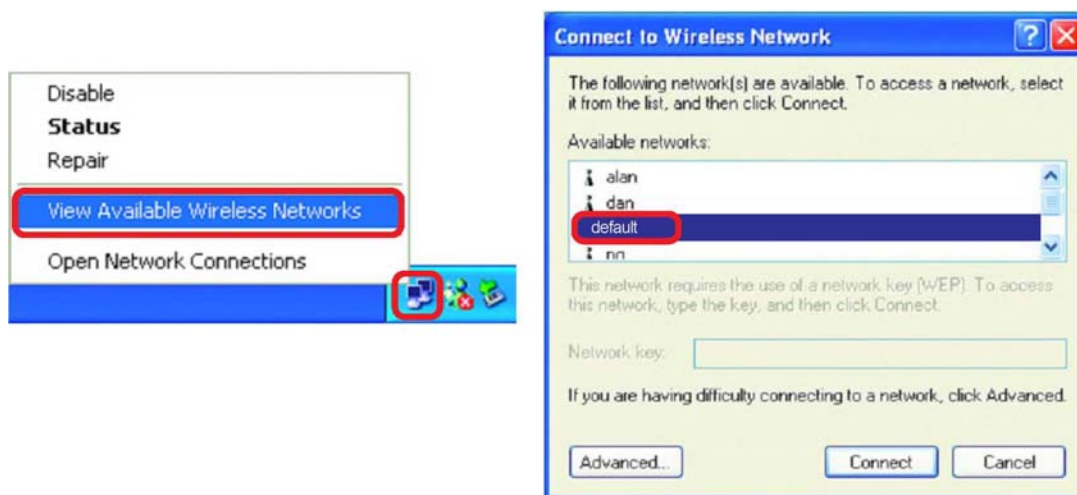 Disable
Status
Repair
View Available Wireless Networks
Open Network Connections
Connect to Wireless Network
The following network(s) are available. To access a network, select
it from the list, and then click Connect.
Available networks:
alan
dan
default
This network requires the use of a network key (WEP). To access
this network, type the key, and then click Connect.
Network key:
If you are having difficulty connecting to a network, click Advanced.
Advanced...
Connect
Cancel